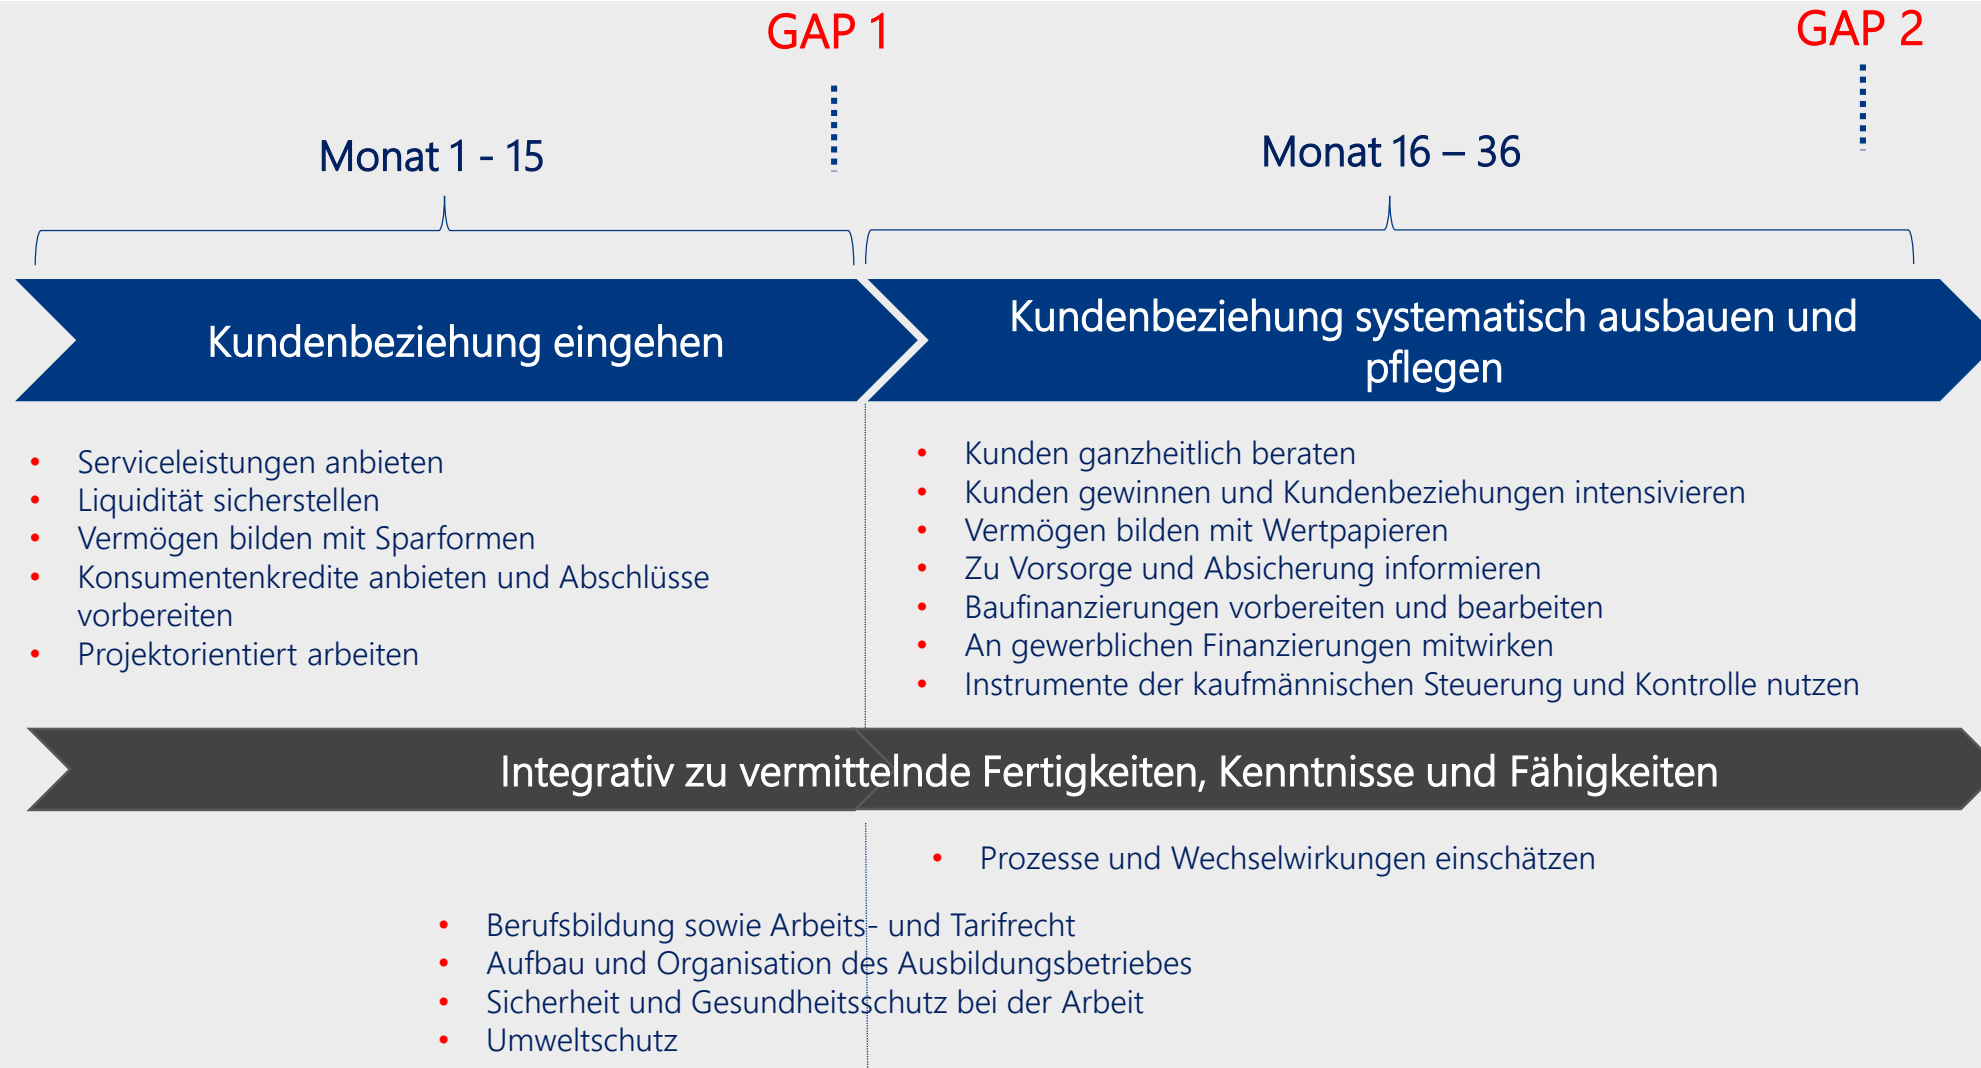 GAP 1
GAP 2
Monat 1 - 15
Monat 16 – 36
Kundenbeziehung eingehen
Kundenbeziehung systematisch ausbauen und
pflegen
• Serviceleistungen anbieten
• Liquidität sicherstellen
• Vermögen bilden mit Sparformen
• Konsumentenkredite anbieten und Abschlüsse
vorbereiten
• Projektorientiert arbeiten
• Kunden ganzheitlich beraten
• Kunden gewinnen und Kundenbeziehungen intensivieren
• Vermögen bilden mit Wertpapieren
• Zu Vorsorge und Absicherung informieren
• Baufinanzierungen vorbereiten und bearbeiten
• An gewerblichen Finanzierungen mitwirken
• Instrumente der kaufmännischen Steuerung und Kontrolle nutzen
Integrativ zu vermittelnde Fertigkeiten, Kenntnisse und Fähigkeiten
• Prozesse und Wechselwirkungen einschätzen
• Berufsbildung sowie Arbeits- und Tarifrecht
• Aufbau und Organisation des Ausbildungsbetriebes
• Sicherheit und Gesundheitsschutz bei der Arbeit
• Umweltschutz